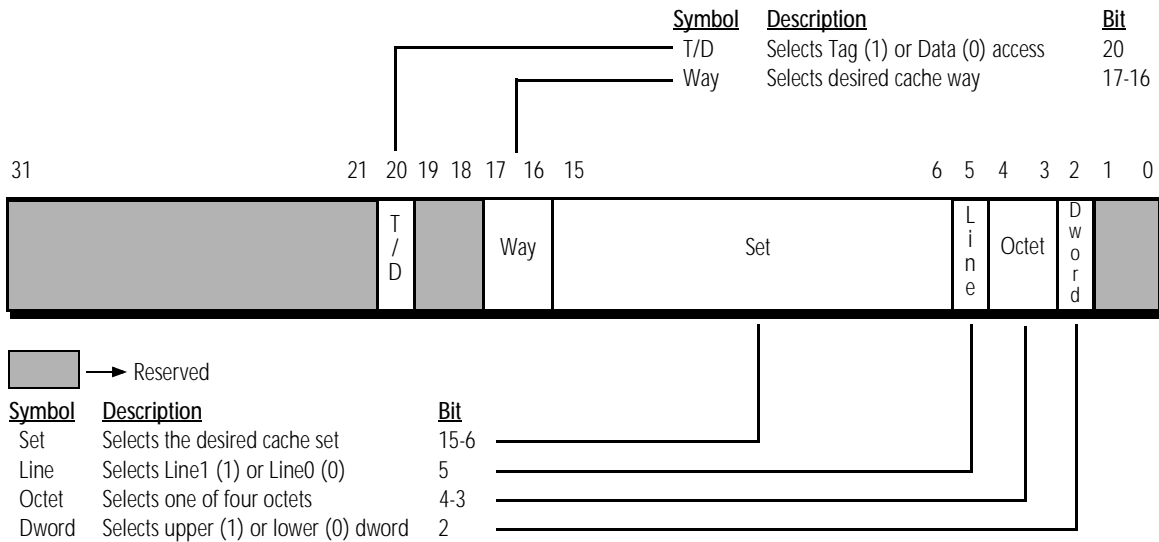 Symbol Description Bit
T/D Selects Tag (1) or Data (0) access 20
Way Selects desired cache way 17-16
31 21 20 19 18 17 16 15 6 5 4 3 2 1 0
T/D Way Set Line Octet Dword
Reserved
Symbol Description Bit
Set Selects the desired cache set 15-6
Line Selects Line1 (1) or Line0 (0) 5
Octet Selects one of four octets 4-3
Dword Selects upper (1) or lower (0) dword 2